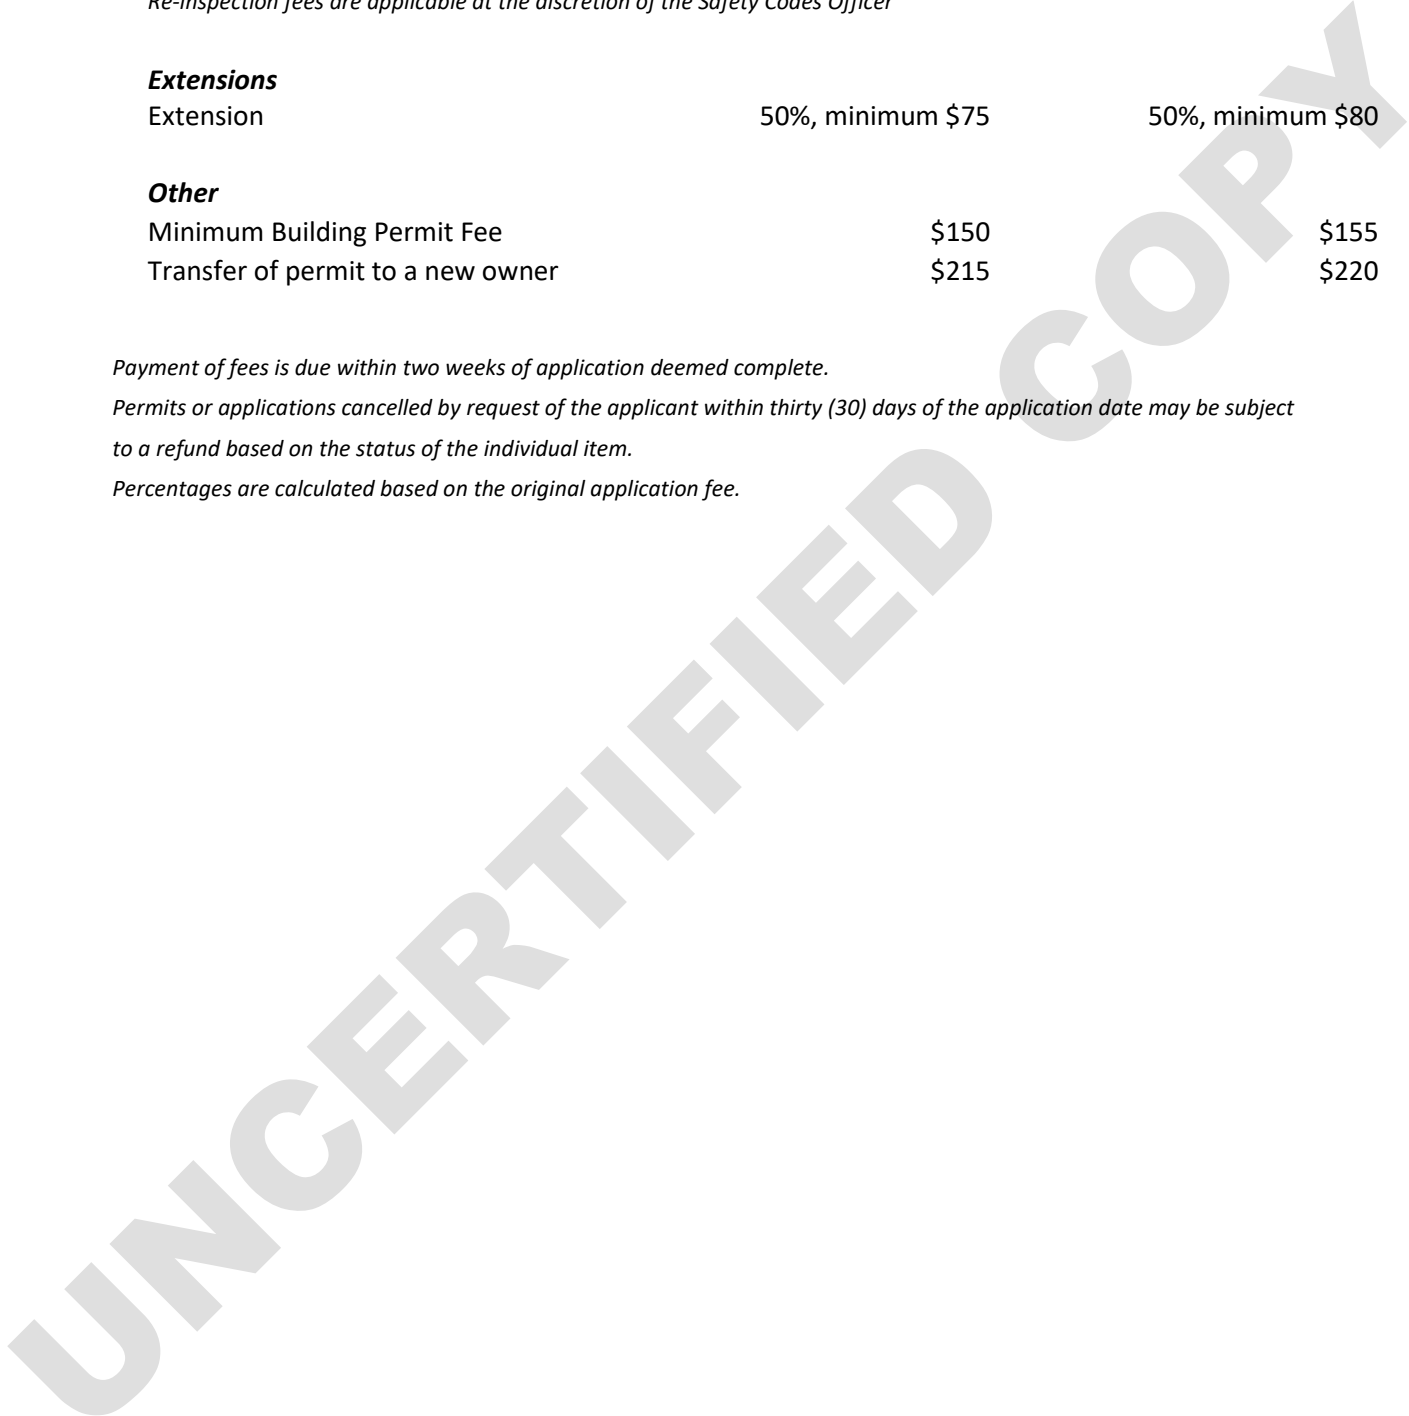 Re-inspection fees are applicable at the discretion of the Safety Codes Officer
Extensions
Extension 50%, minimum $75 50%, minimum $80
Other
Minimum Building Permit Fee $150 $155
Transfer of permit to a new owner $215 $220
Payment of fees is due within two weeks of application deemed complete.
Permits or applications cancelled by request of the applicant within thirty (30) days of the application date may be subject
to a refund based on the status of the individual item.
Percentages are calculated based on the original application fee.
UNCERTIFIED COPY